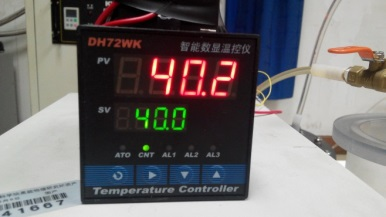 DH72WK 智能数显温控仪
PV 40.2
SV 40.0
ATO CNT AL1 AL2 AL3
Temperature Controller
41667